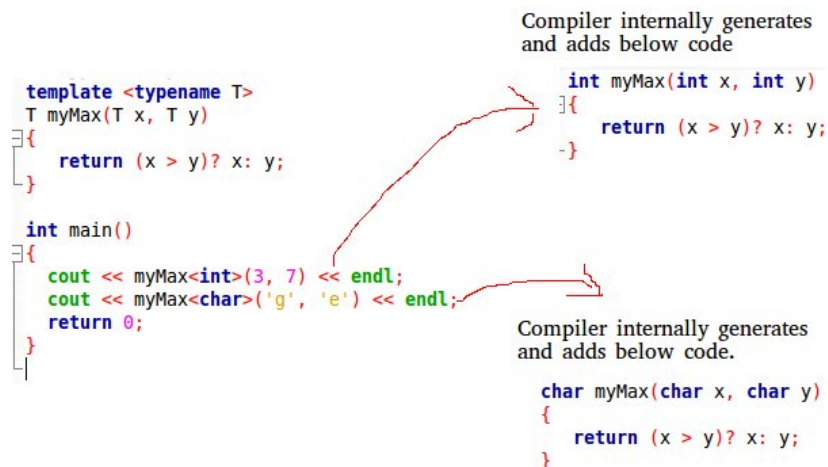 template <typename T>
T myMax(T x, T y)
{
return (x > y)? x: y;
}
int main()
{
cout << myMax<int>(3, 7) << endl;
cout << myMax<char>('g', 'e') << endl;
return 0;
}
Compiler internally generates
and adds below code
int myMax(int x, int y)
{
return (x > y)? x: y;
}
Compiler internally generates
and adds below code.
char myMax(char x, char y)
{
return (x > y)? x: y;
}